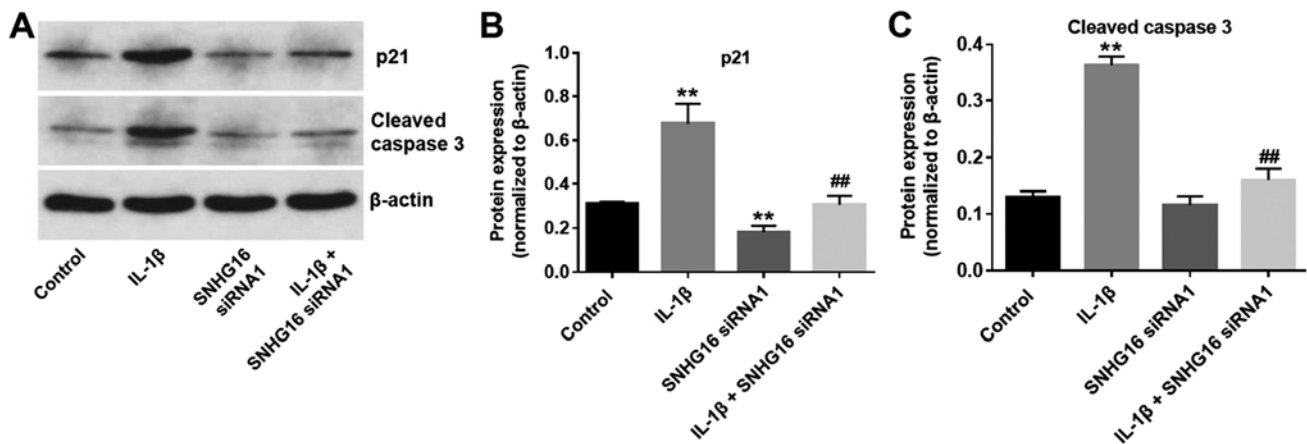 A
p21
Cleaved
caspase 3
β-actin
Control
IL-1β
SNHG16
siRNA1
IL-1β +
SNHG16 siRNA1
B
p21
Protein expression
(normalized to β-actin)
1.0
0.8
0.6
0.4
0.2
0.0
**
**
##
Control
IL-1β
SNHG16 siRNA1
IL-1β + SNHG16 siRNA1
C
Cleaved caspase 3
Protein expression
(normalized to β-actin)
0.4
0.3
0.2
0.1
0.0
**
##
Control
IL-1β
SNHG16 siRNA1
IL-1β + SNHG16 siRNA1